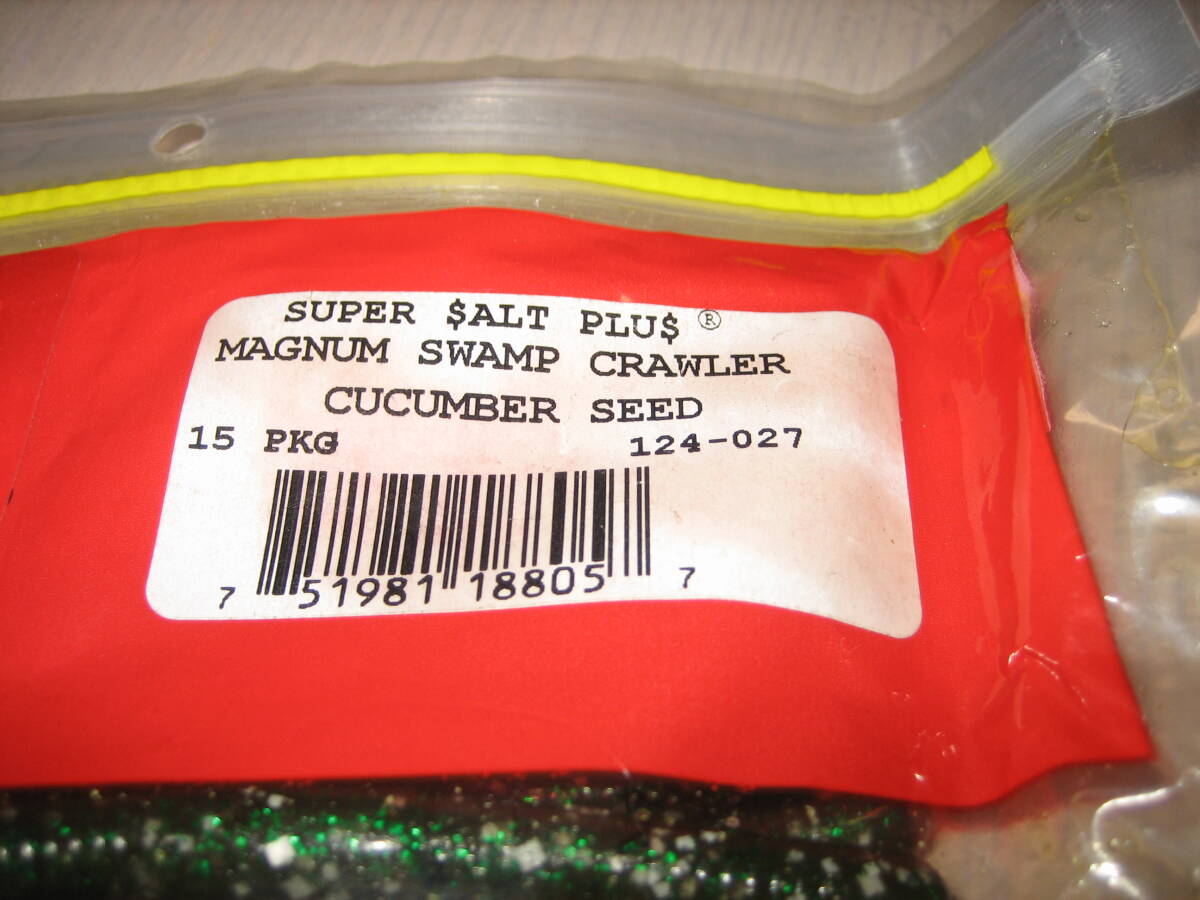 SUPER $ALT PLU$ ®
MAGNUM SWAMP CRAWLER
CUCUMBER SEED
15 PKG 124-027
7 51981 18805 7